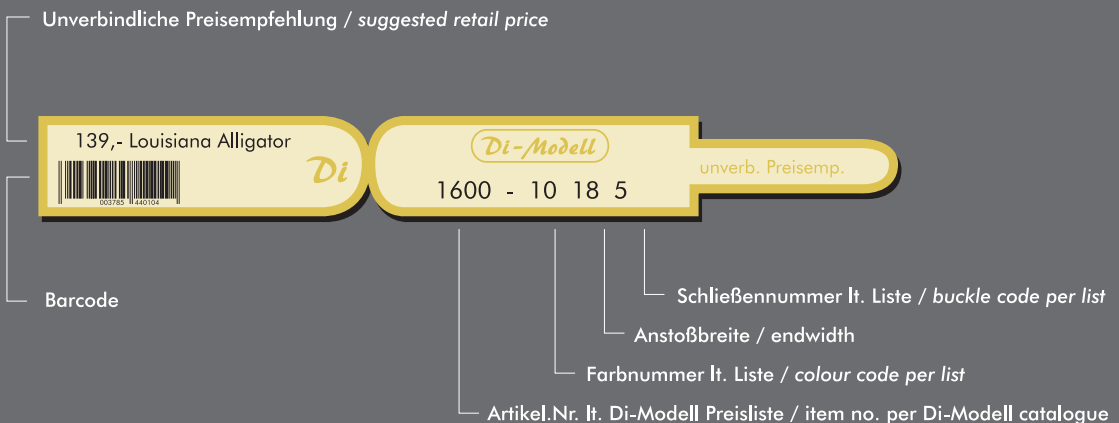 Unverbindliche Preisempfehlung / suggested retail price
139,- Louisiana Alligator
Di
003785 440104
Di-Modell
1600 - 10 18 5
unverb. Preisemp.
Barcode
Schließennummer lt. Liste / buckle code per list
Anstoßbreite / endwidth
Farbnummer lt. Liste / colour code per list
Artikel.Nr. lt. Di-Modell Preisliste / item no. per Di-Modell catalogue